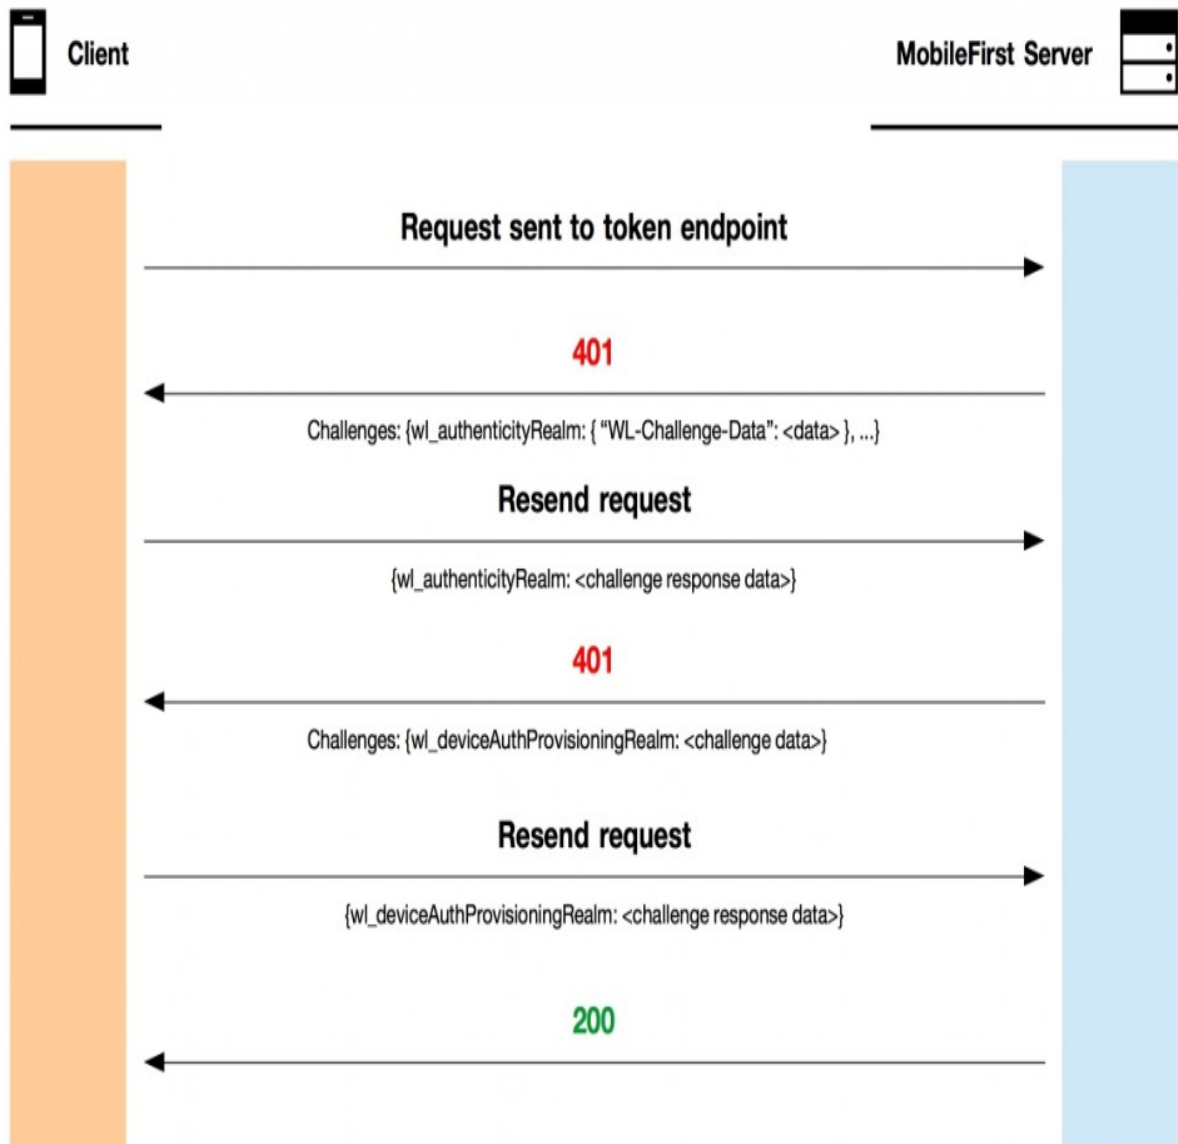 Client
MobileFirst Server
Request sent to token endpoint
401
Challenges: {wl_authenticityRealm: { “WL-Challenge-Data”: <data> }, ...}
Resend request
{wl_authenticityRealm: <challenge response data>}
401
Challenges: {wl_deviceAuthProvisioningRealm: <challenge data>}
Resend request
{wl_deviceAuthProvisioningRealm: <challenge response data>}
200